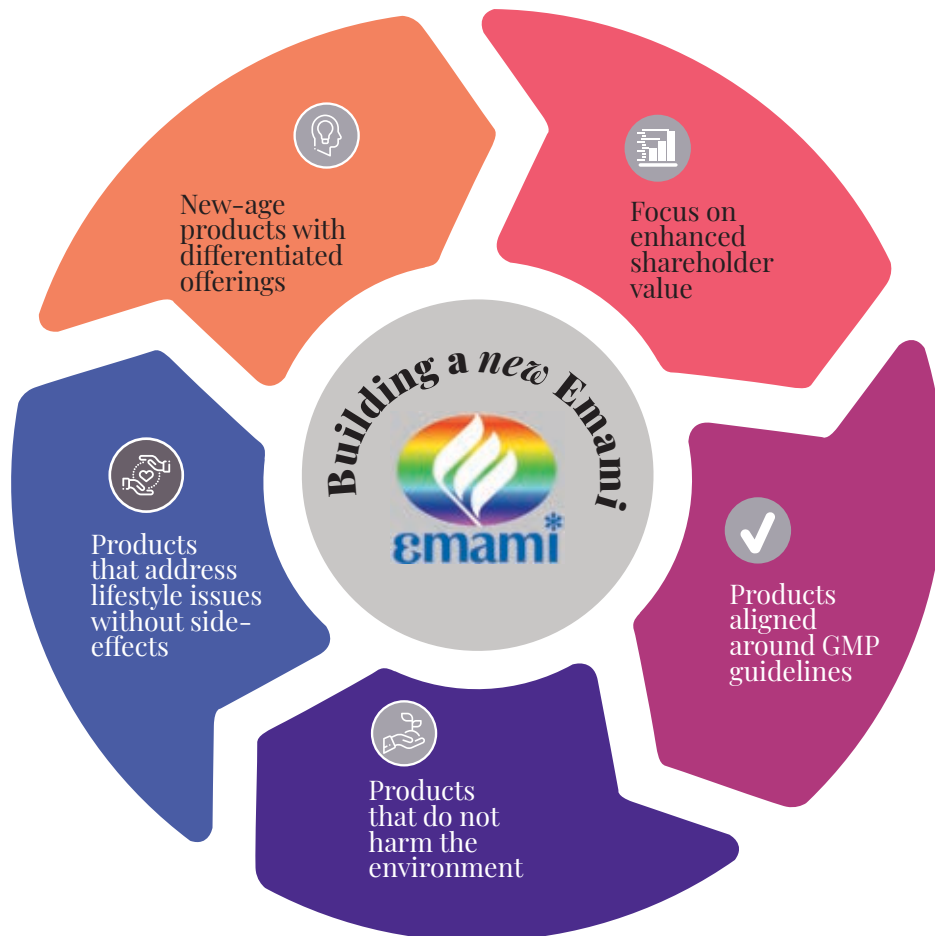 New-age
products with
differentiated
offerings
Focus on
enhanced
shareholder
value
Building a new Emami
emami*
Products
that address
lifestyle issues
without side-
effects
Products
aligned
around GMP
guidelines
Products
that do not
harm the
environment